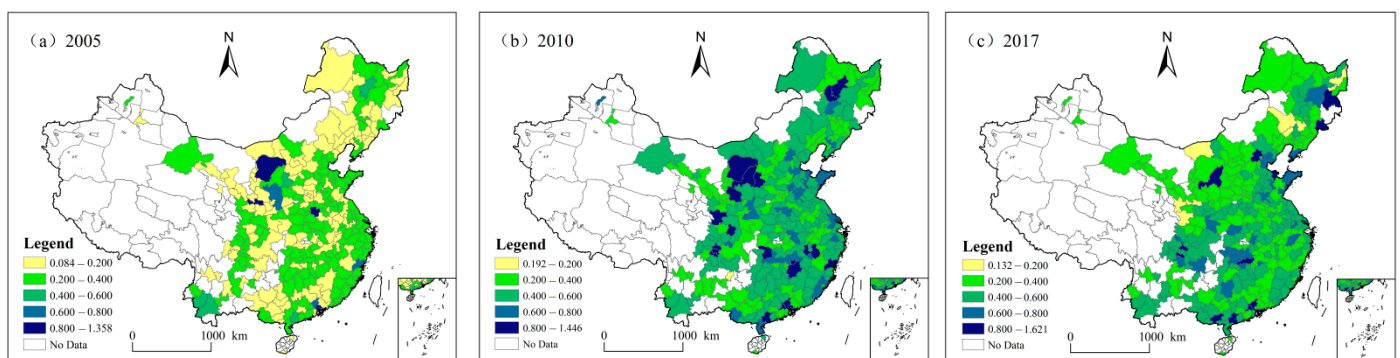 （a）2005
N
Legend
0.084－0.200
0.200－0.400
0.400－0.600
0.600－0.800
0.800－1.358
No Data
0 1000 km
（b）2010
N
Legend
0.192－0.200
0.200－0.400
0.400－0.600
0.600－0.800
0.800－1.446
No Data
0 1000 km
（c）2017
N
Legend
0.132－0.200
0.200－0.400
0.400－0.600
0.600－0.800
0.800－1.621
No Data
0 1000 km